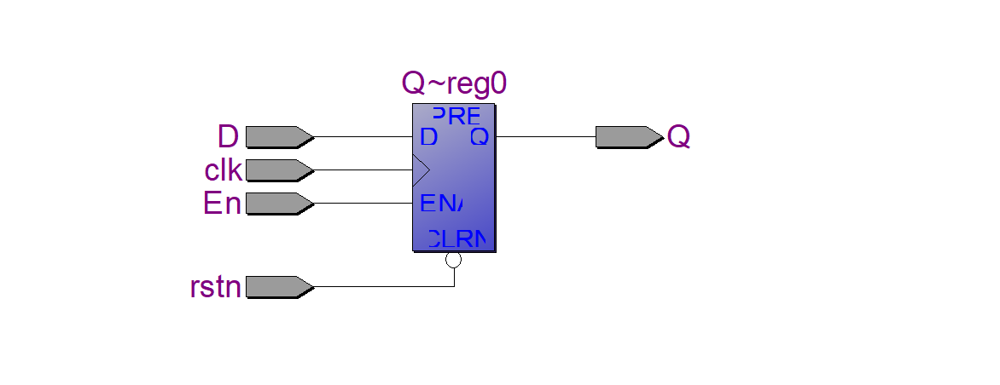 Q~reg0
PRE
D D Q Q
clk
En ENA
CLRN
rstn